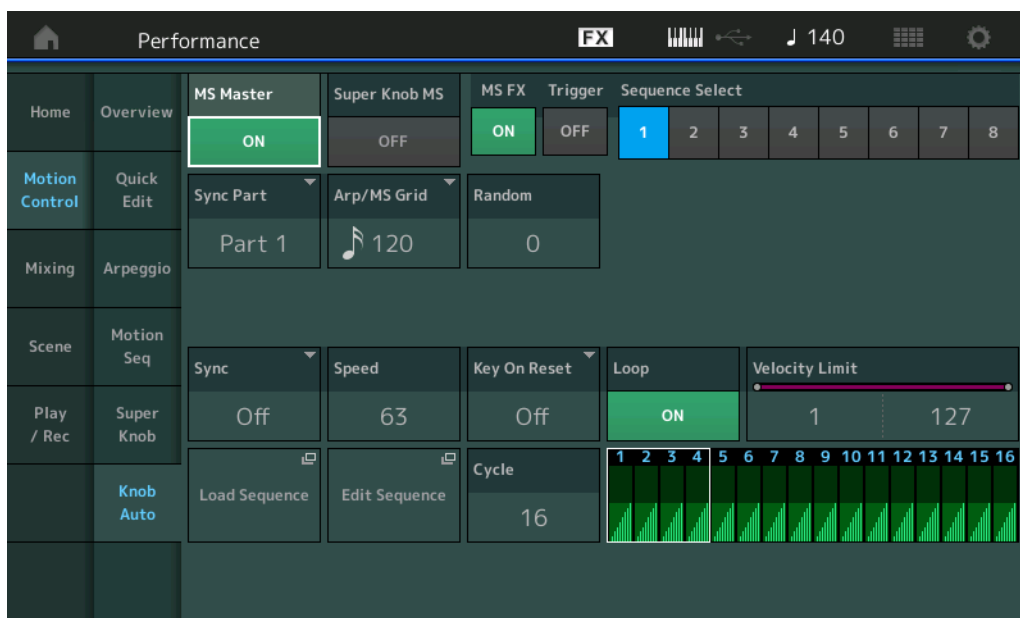 Performance
FX
140
Home
Motion
Control
Mixing
Scene
Play
/ Rec
Overview
Quick
Edit
Arpeggio
Motion
Seq
Super
Knob
Knob
Auto
MS Master
ON
Super Knob MS
OFF
MS FX
ON
Trigger
OFF
Sequence Select
1 2 3 4 5 6 7 8
Sync Part
Part 1
Arp/MS Grid
120
Random
0
Sync
Off
Speed
63
Key On Reset
Off
Loop
ON
Velocity Limit
1 127
Load Sequence
Edit Sequence
Cycle
16
1 2 3 4 5 6 7 8 9 10 11 12 13 14 15 16